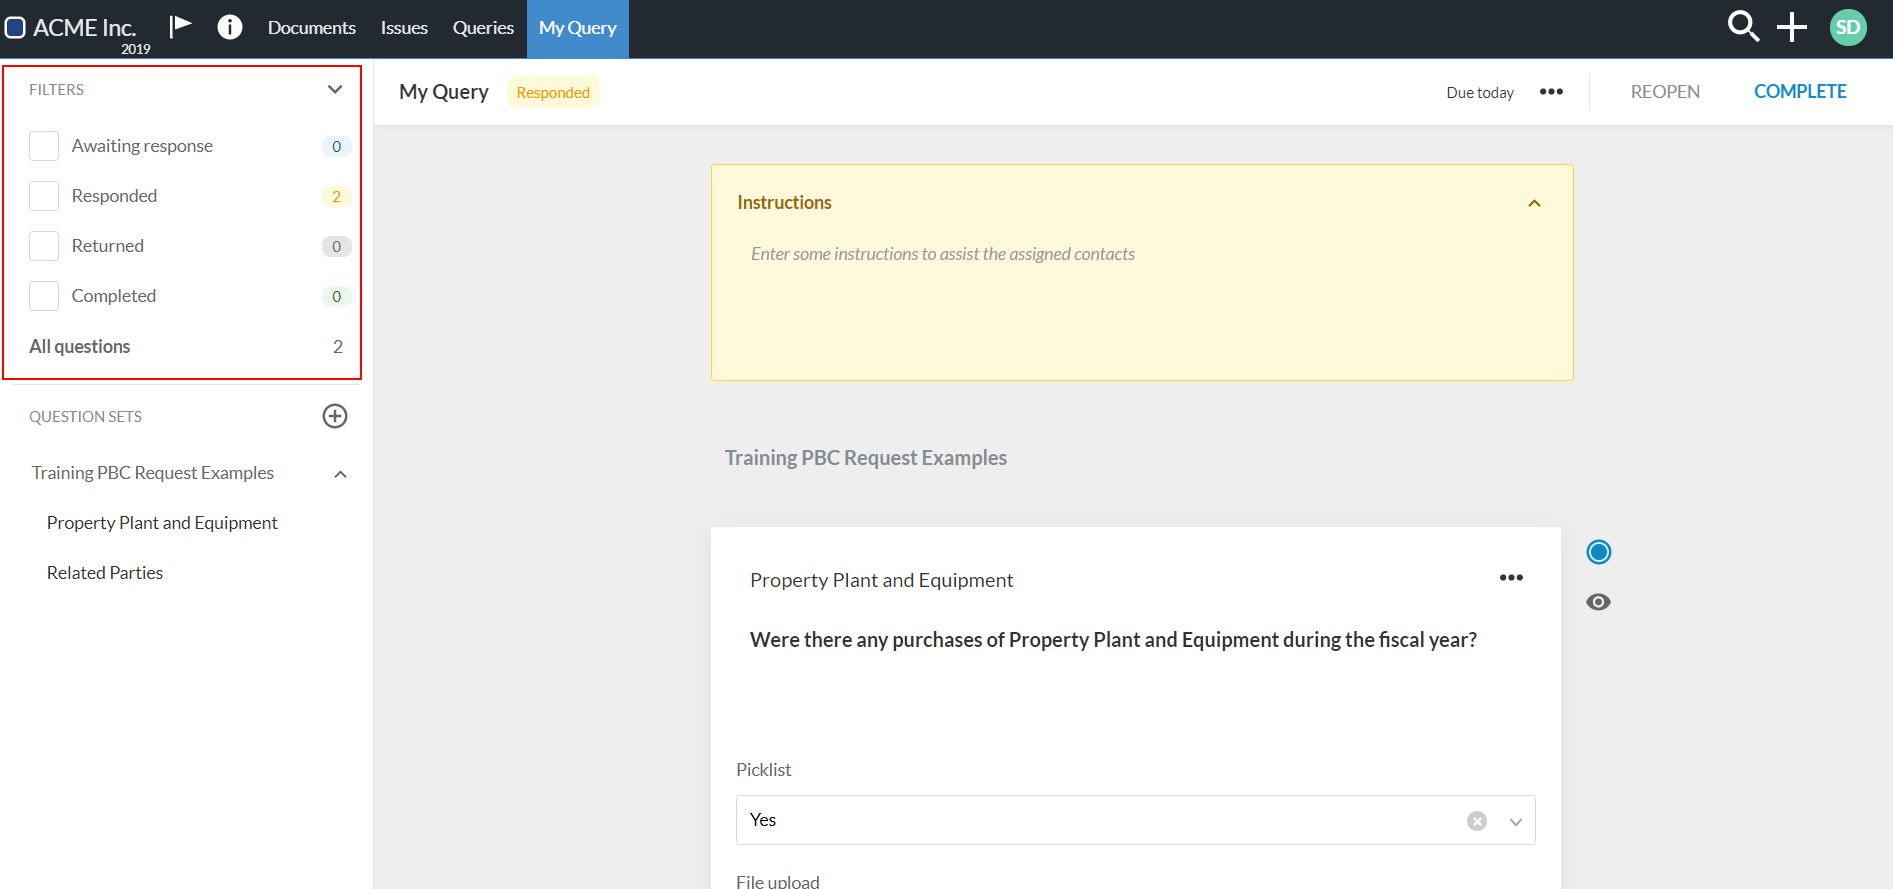 ACME Inc.
2019
Documents
Issues
Queries
My Query
SD
FILTERS
Awaiting response 0
Responded 2
Returned 0
Completed 0
All questions 2
QUESTION SETS
Training PBC Request Examples
Property Plant and Equipment
Related Parties
My Query
Responded
Due today
REOPEN
COMPLETE
Instructions
Enter some instructions to assist the assigned contacts
Training PBC Request Examples
Property Plant and Equipment
Were there any purchases of Property Plant and Equipment during the fiscal year?
Picklist
Yes
File upload